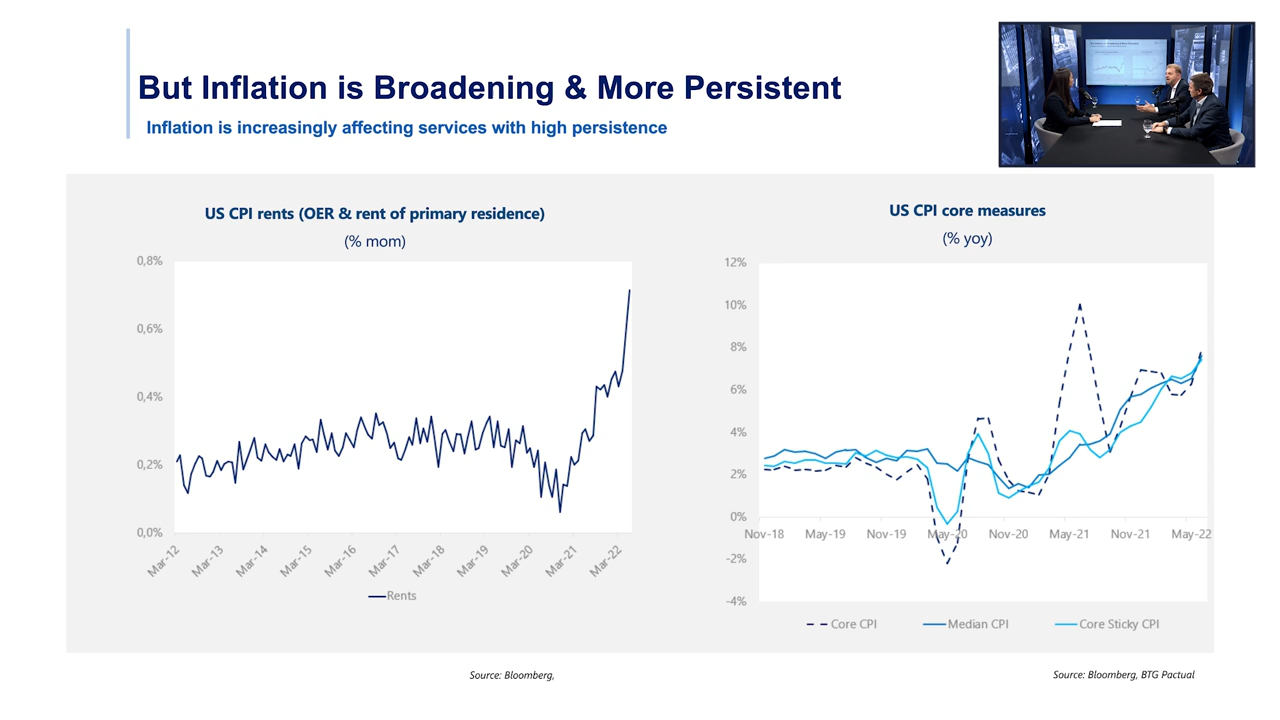 But Inflation is Broadening & More Persistent
Inflation is increasingly affecting services with high persistence
US CPI rents (OER & rent of primary residence)
(% mom)
0,8%
0,6%
0,4%
0,2%
0,0%
Mar-12
Mar-13
Mar-14
Mar-15
Mar-16
Mar-17
Mar-18
Mar-19
Mar-20
Mar-21
Mar-22
Rents
Source: Bloomberg,
US CPI core measures
(% yoy)
12%
10%
8%
6%
4%
2%
0%
-2%
-4%
Nov-18
May-19
Nov-19
May-20
Nov-20
May-21
Nov-21
May-22
Core CPI
Median CPI
Core Sticky CPI
Source: Bloomberg, BTG Pactual